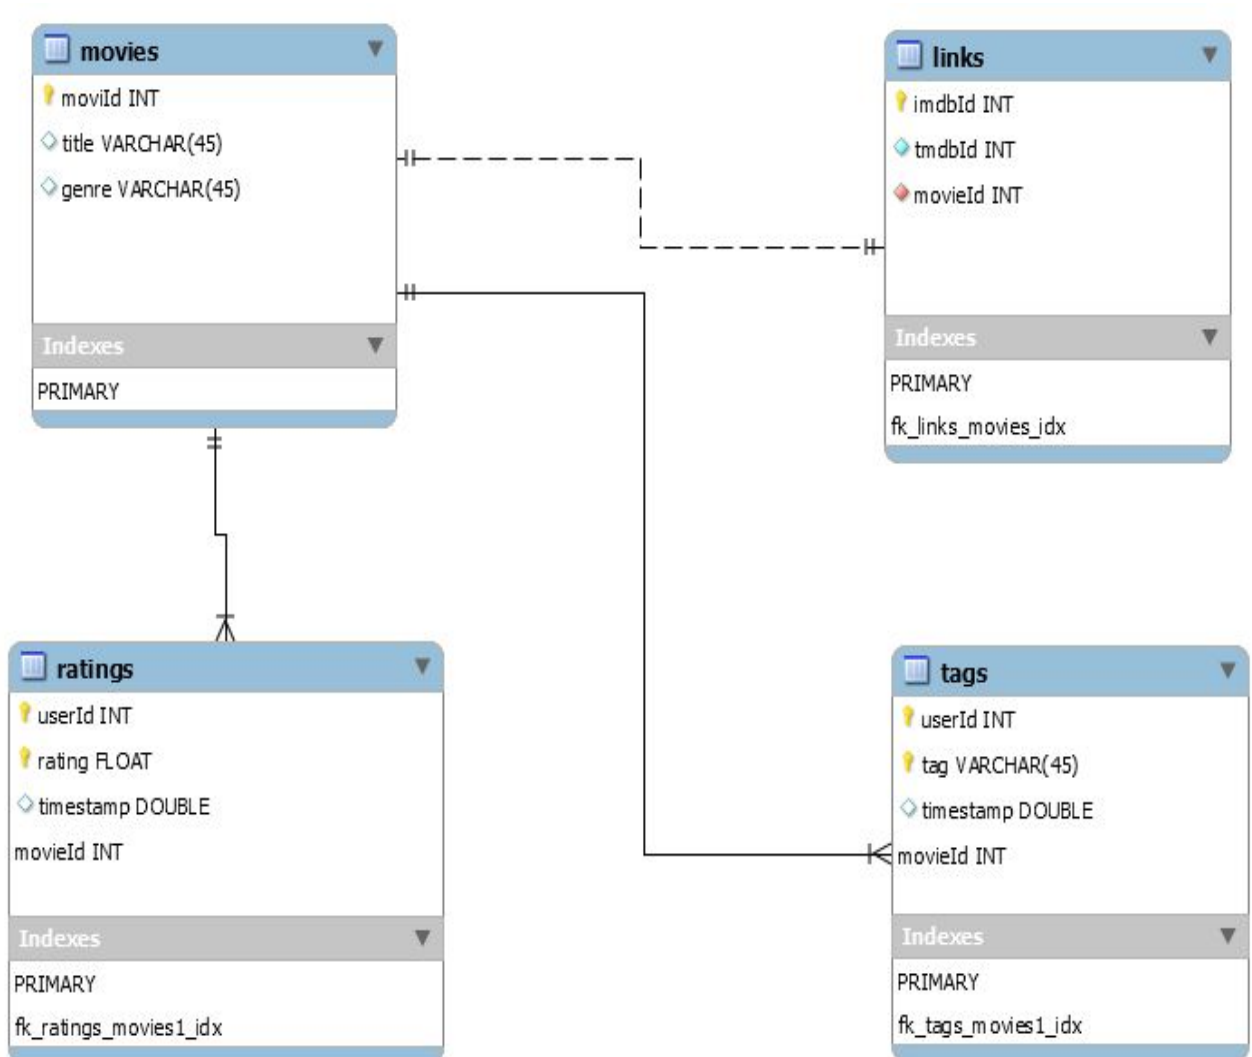 movies
moviId INT
title VARCHAR(45)
genre VARCHAR(45)
Indexes
PRIMARY
links
imdbId INT
tmdbId INT
movieId INT
Indexes
PRIMARY
fk_links_movies_idx
ratings
userId INT
rating FLOAT
timestamp DOUBLE
movieId INT
Indexes
PRIMARY
fk_ratings_movies1_idx
tags
userId INT
tag VARCHAR(45)
timestamp DOUBLE
movieId INT
Indexes
PRIMARY
fk_tags_movies1_idx